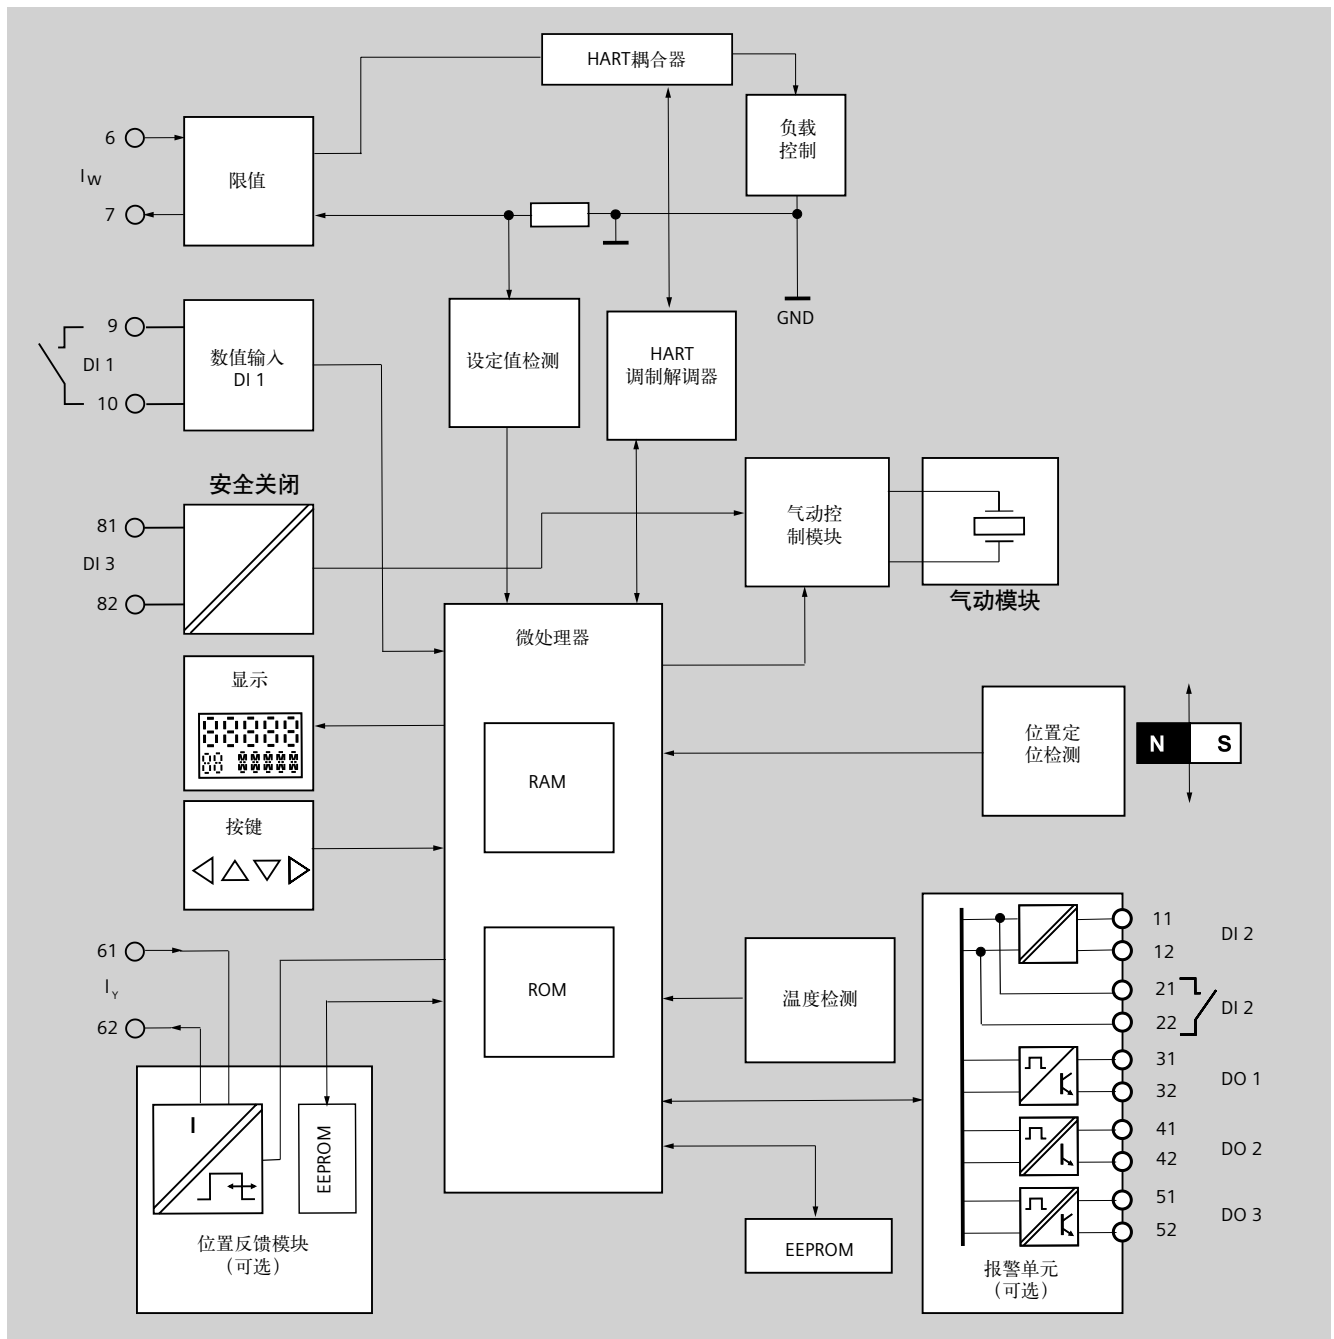 HART耦合器
负载
控制
6
I W
7
限值
GND
9
DI 1
10
数值输入
DI 1
设定值检测
HART
调制解调器
安全关闭
81
DI 3
82
气动控
制模块
气动模块
微处理器
显示
RAM
位置定
位检测
N
S
按键
61
I Y
62
ROM
温度检测
11
12
DI 2
21
22
DI 2
31
32
DO 1
41
42
DO 2
51
52
DO 3
I
EEPROM
位置反馈模块
(可选)
EEPROM
报警单元
(可选)